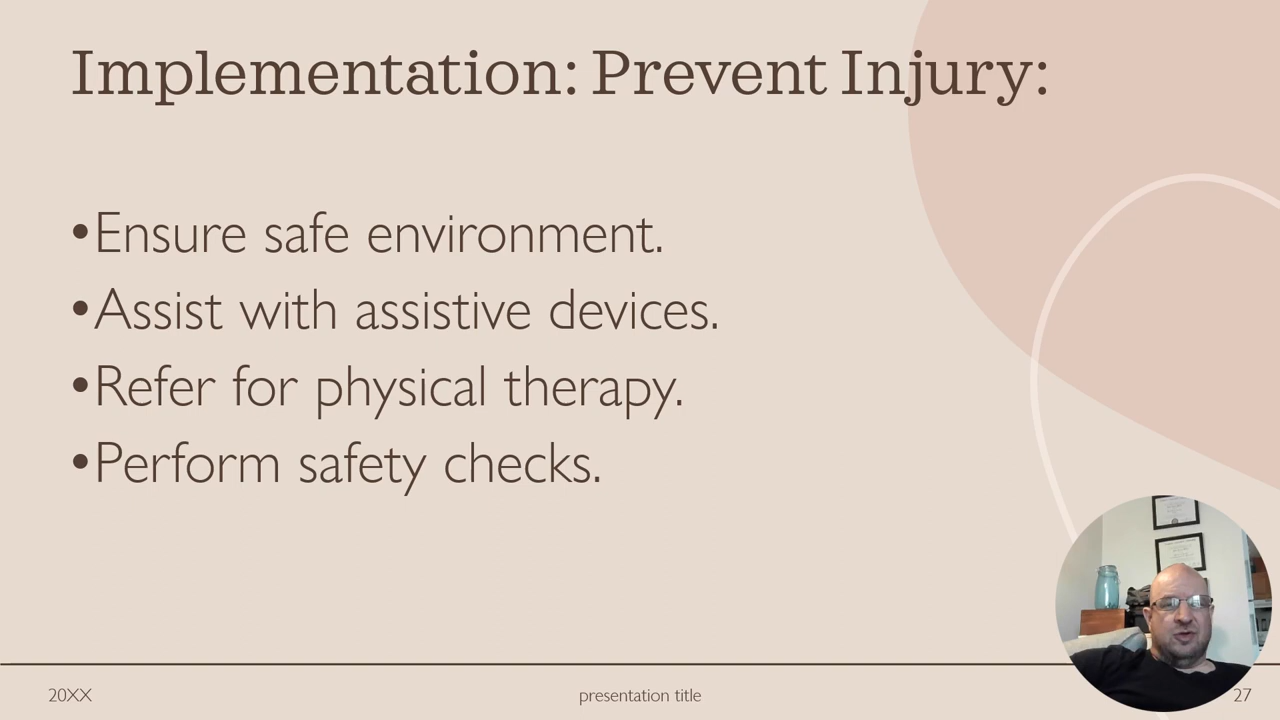 Implementation: Prevent Injury:
•Ensure safe environment.
•Assist with assistive devices.
•Refer for physical therapy.
•Perform safety checks.
20XX
presentation title
27